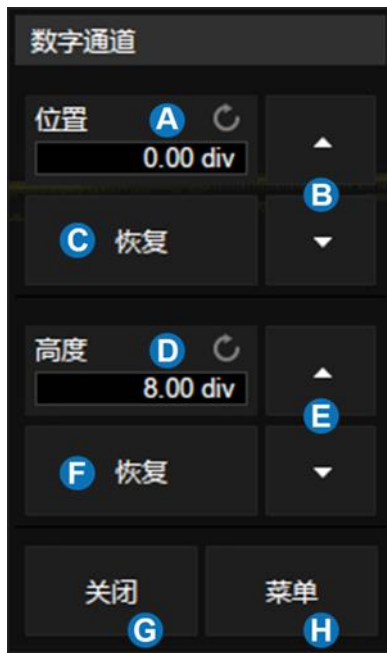 数字通道
位置 A
0.00 div
B
C 恢复
高度 D
8.00 div
E
F 恢复
关闭 菜单
G H